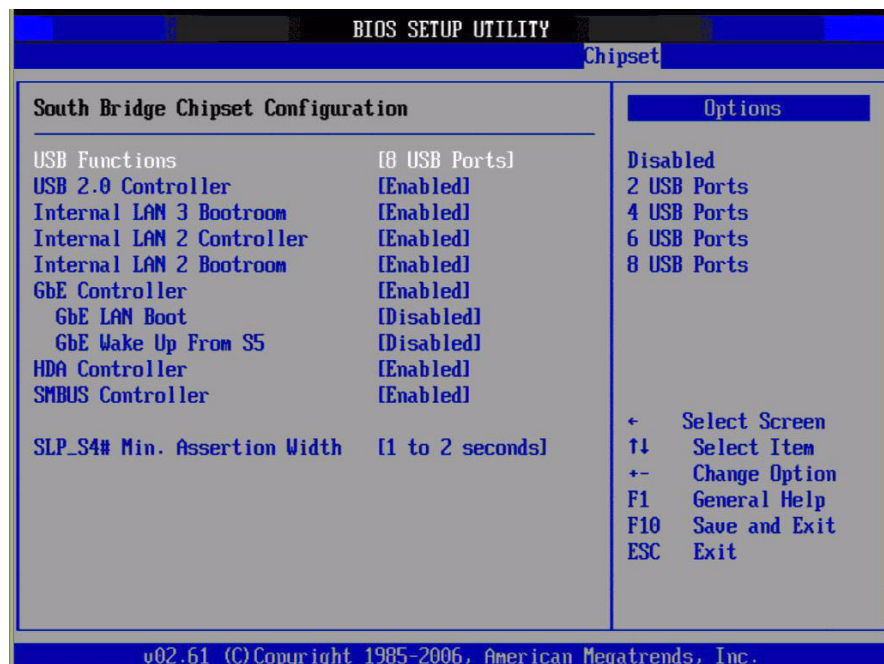 BIOS SETUP UTILITY
Chipset
South Bridge Chipset Configuration
USB Functions [8 USB Ports]
USB 2.0 Controller [Enabled]
Internal LAN 3 Bootroom [Enabled]
Internal LAN 2 Controller [Enabled]
Internal LAN 2 Bootroom [Enabled]
GbE Controller [Enabled]
GbE LAN Boot [Disabled]
GbE Wake Up From S5 [Disabled]
HDA Controller [Enabled]
SMBUS Controller [Enabled]
SLP_S4# Min. Assertion Width [1 to 2 seconds]
Options
Disabled
2 USB Ports
4 USB Ports
6 USB Ports
8 USB Ports
← Select Screen
↑↓ Select Item
+- Change Option
F1 General Help
F10 Save and Exit
ESC Exit
v02.61 (C)Copyright 1985-2006, American Megatrends, Inc.